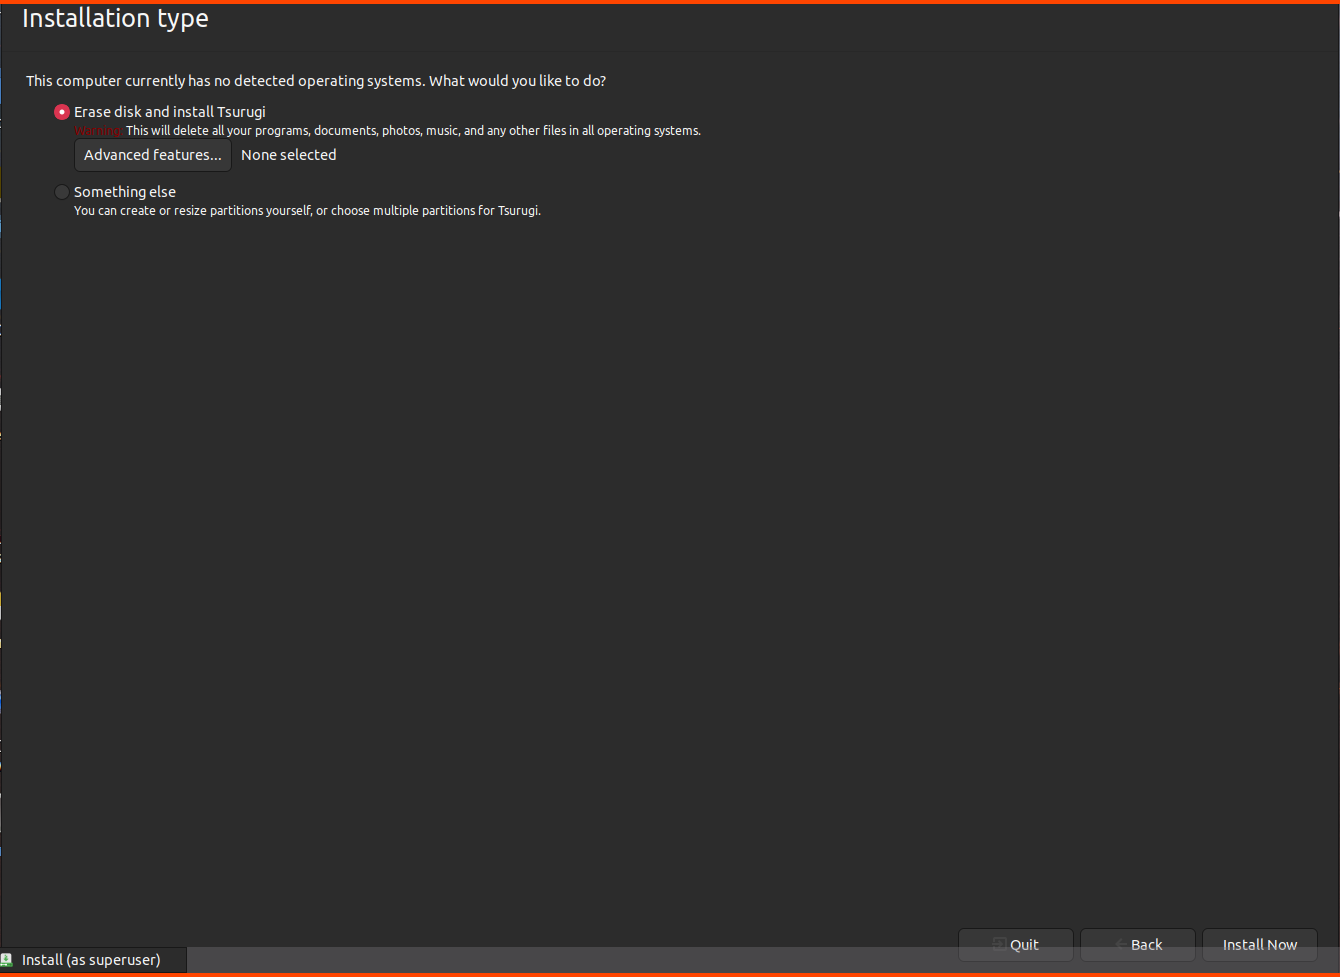 Installation type
This computer currently has no detected operating systems. What would you like to do?
Erase disk and install Tsurugi
Warning: This will delete all your programs, documents, photos, music, and any other files in all operating systems.
Advanced features... None selected
Something else
You can create or resize partitions yourself, or choose multiple partitions for Tsurugi.
Quit Back Install Now
Install (as superuser)